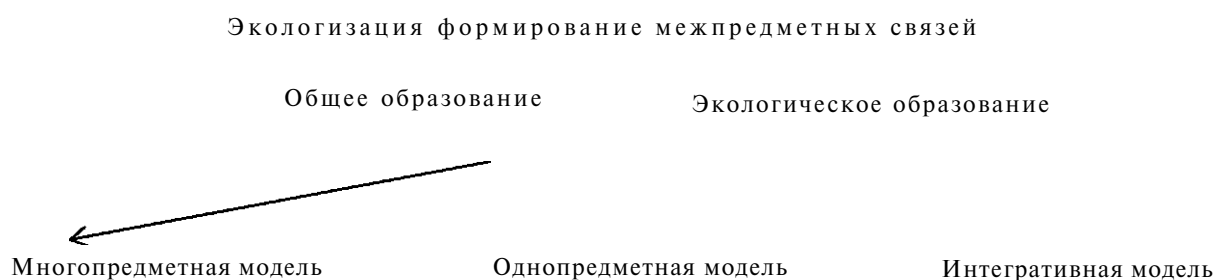 Экологизация формирование межпредметных связей
Общее образование Экологическое образование
Многопредметная модель Однопредметная модель Интегративная модель